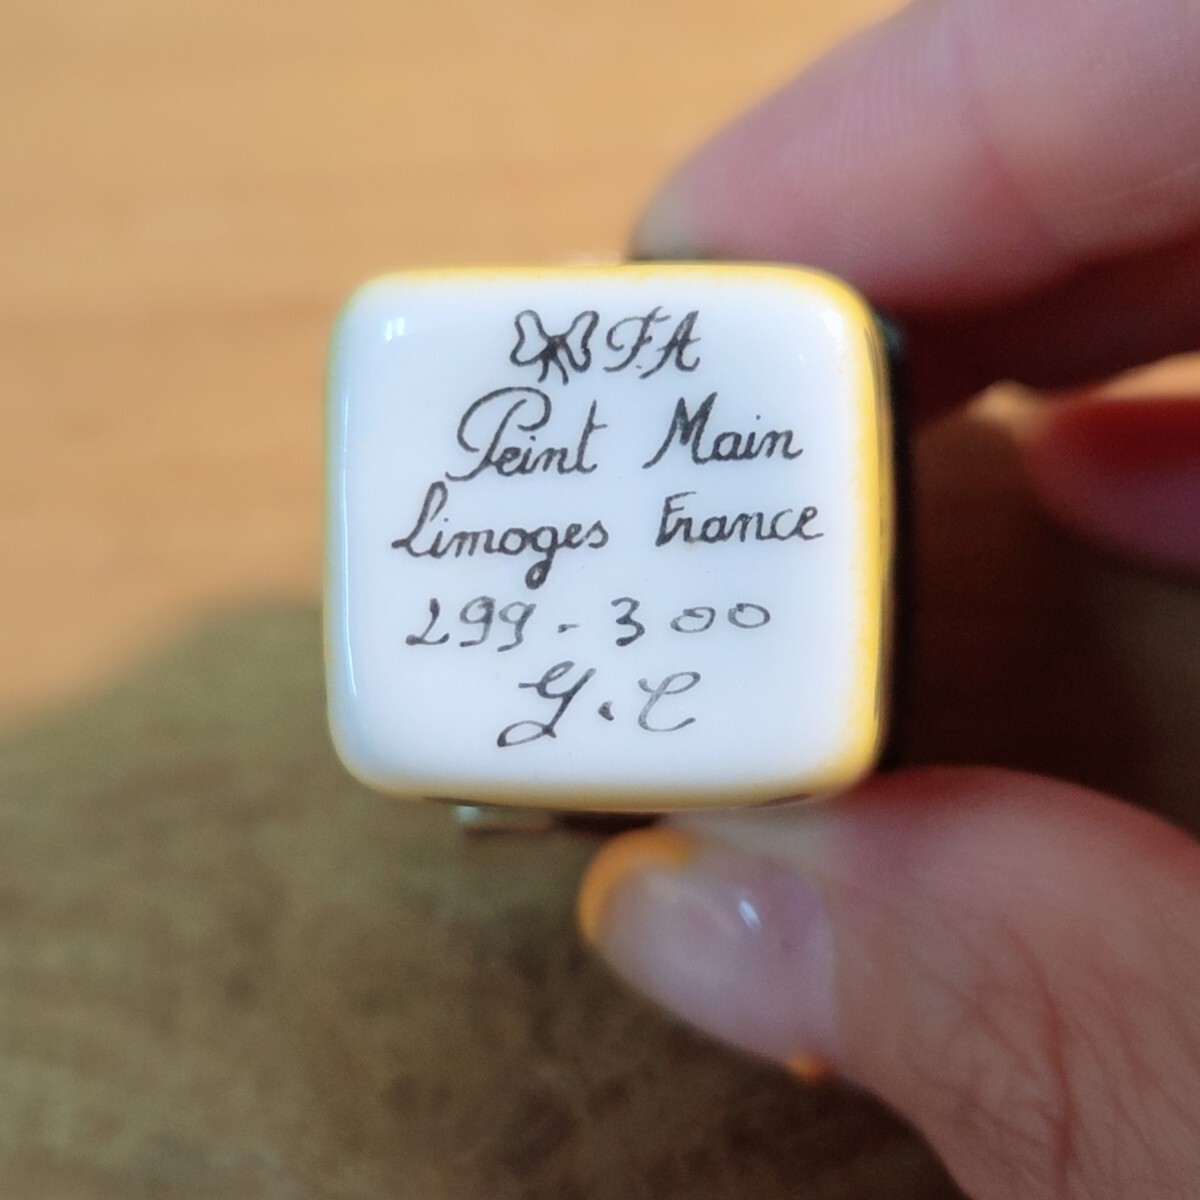 F.A
Peint Main
Limoges France
299-300
G.C